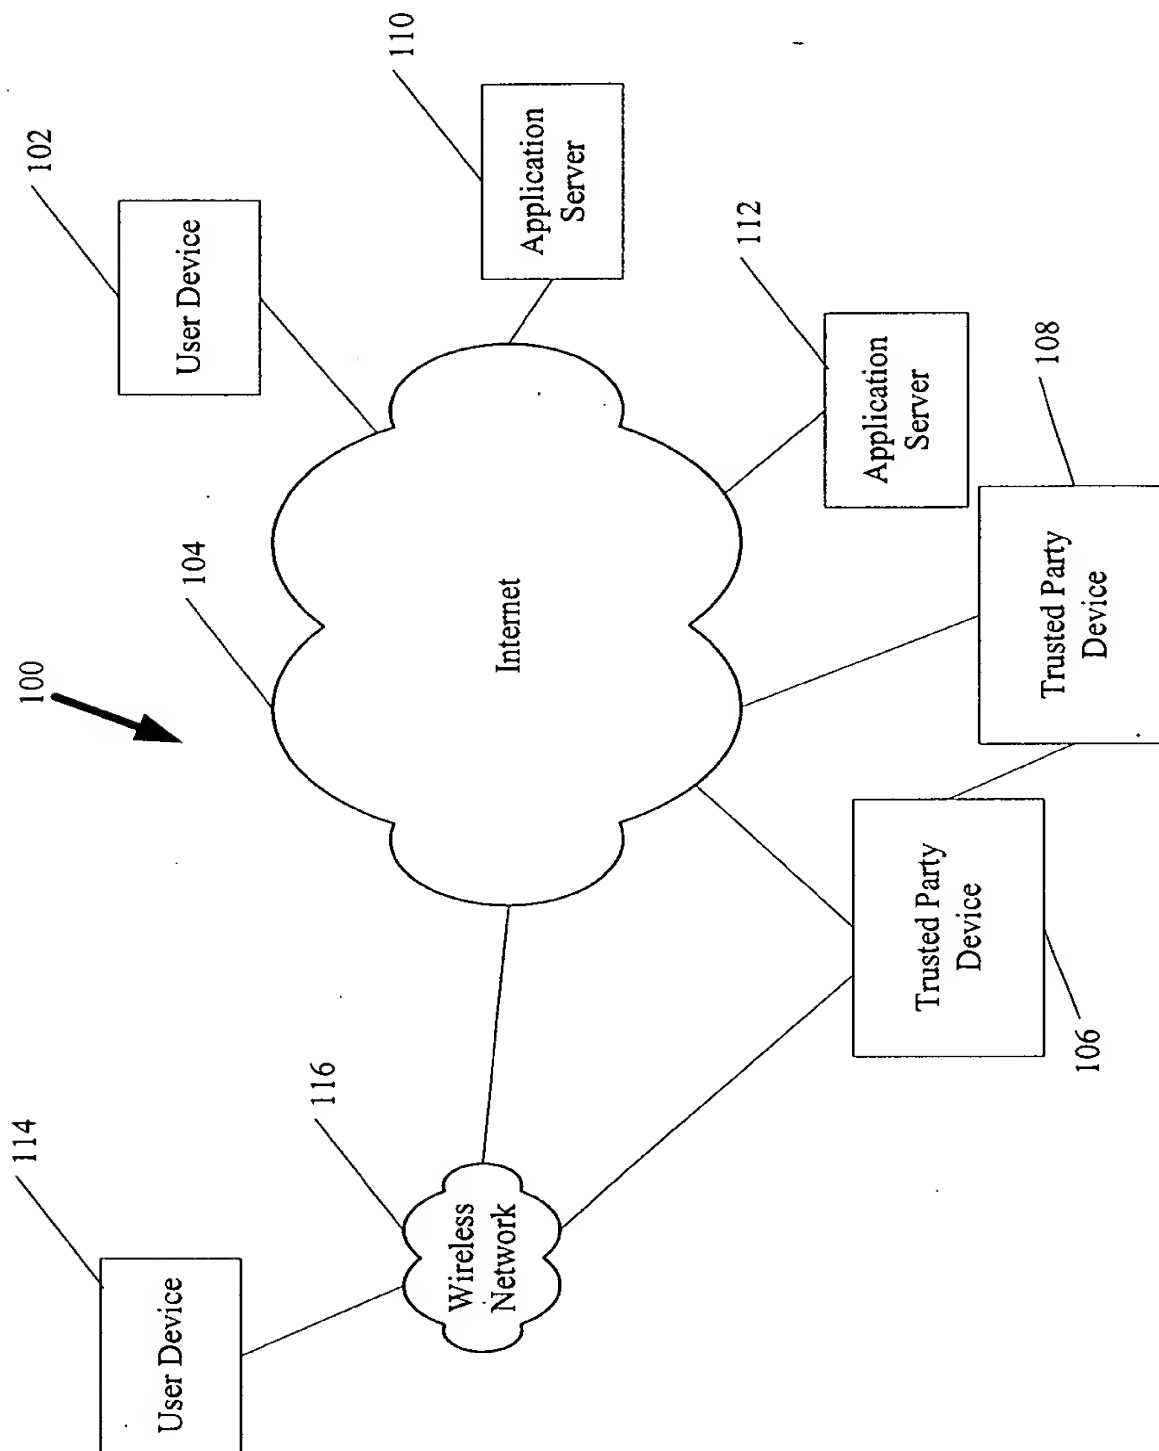 100
114
User Device
116
Wireless
Network
104
Internet
102
User Device
110
Application
Server
112
Application
Server
108
Trusted Party
Device
106
Trusted Party
Device